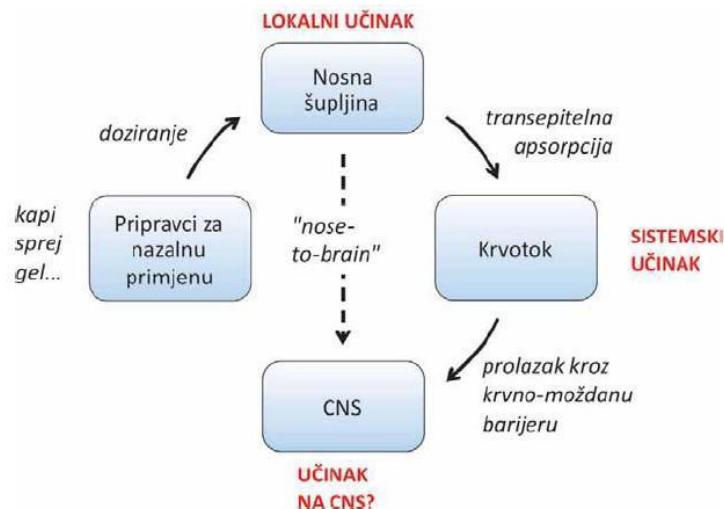 LOKALNI UČINAK
Nosna
šupljina
doziranje
transepitelna
apsorpcija
kapi
sprej
gel...
Pripravci za
nazalnu
primjenu
"nose-
to-brain"
Krvotok
SISTEMSKI
UČINAK
prolazak kroz
krvno-moždanu
barijeru
CNS
UČINAK
NA CNS?